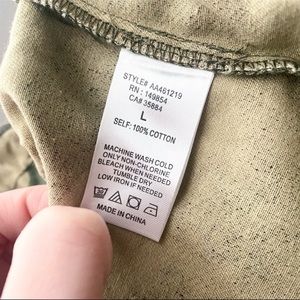 STYLE# AA461219
RN : 149854
CA# 35884
L
SELF: 100% COTTON
MACHINE WASH COLD
ONLY NON-CHLORINE
BLEACH WHEN NEEDED
TUMBLE DRY
LOW IRON IF NEEDED
MADE IN CHINA